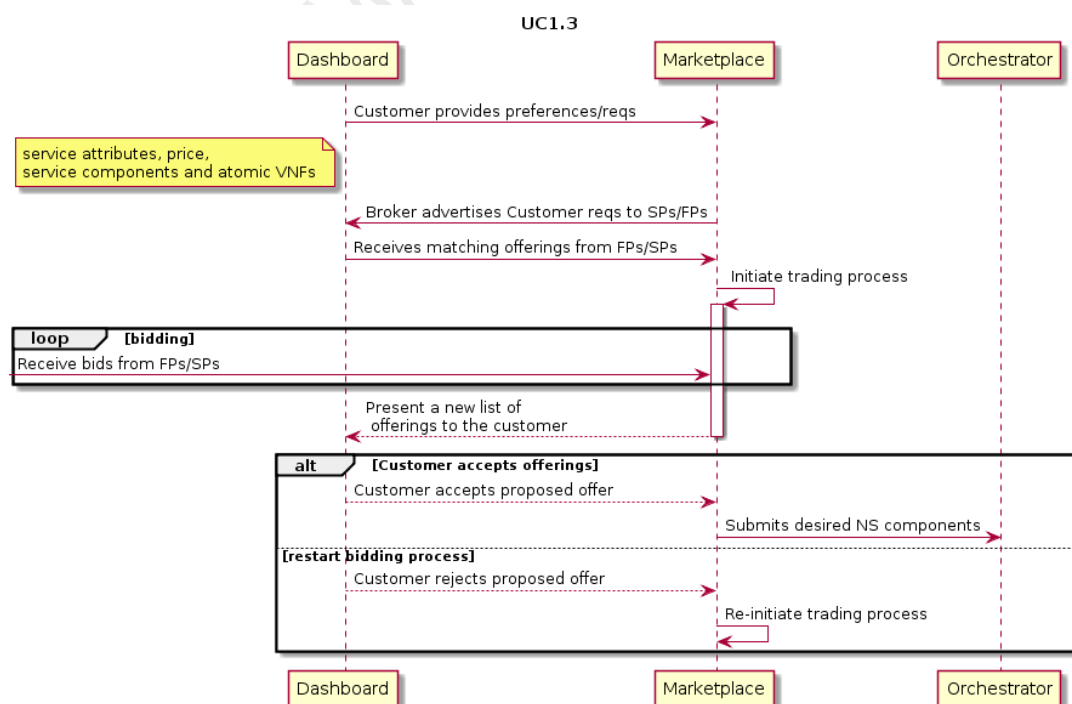 UC1.3
Dashboard
Marketplace
Orchestrator
Customer provides preferences/reqs
service attributes, price,
service components and atomic VNFs
Broker advertises Customer reqs to SPs/FPs
Receives matching offerings from FPs/SPs
Initiate trading process
loop [bidding]
Receive bids from FPs/SPs
Present a new list of
offerings to the customer
alt [Customer accepts offerings]
Customer accepts proposed offer
Submits desired NS components
[restart bidding process]
Customer rejects proposed offer
Re-initiate trading process
Dashboard
Marketplace
Orchestrator